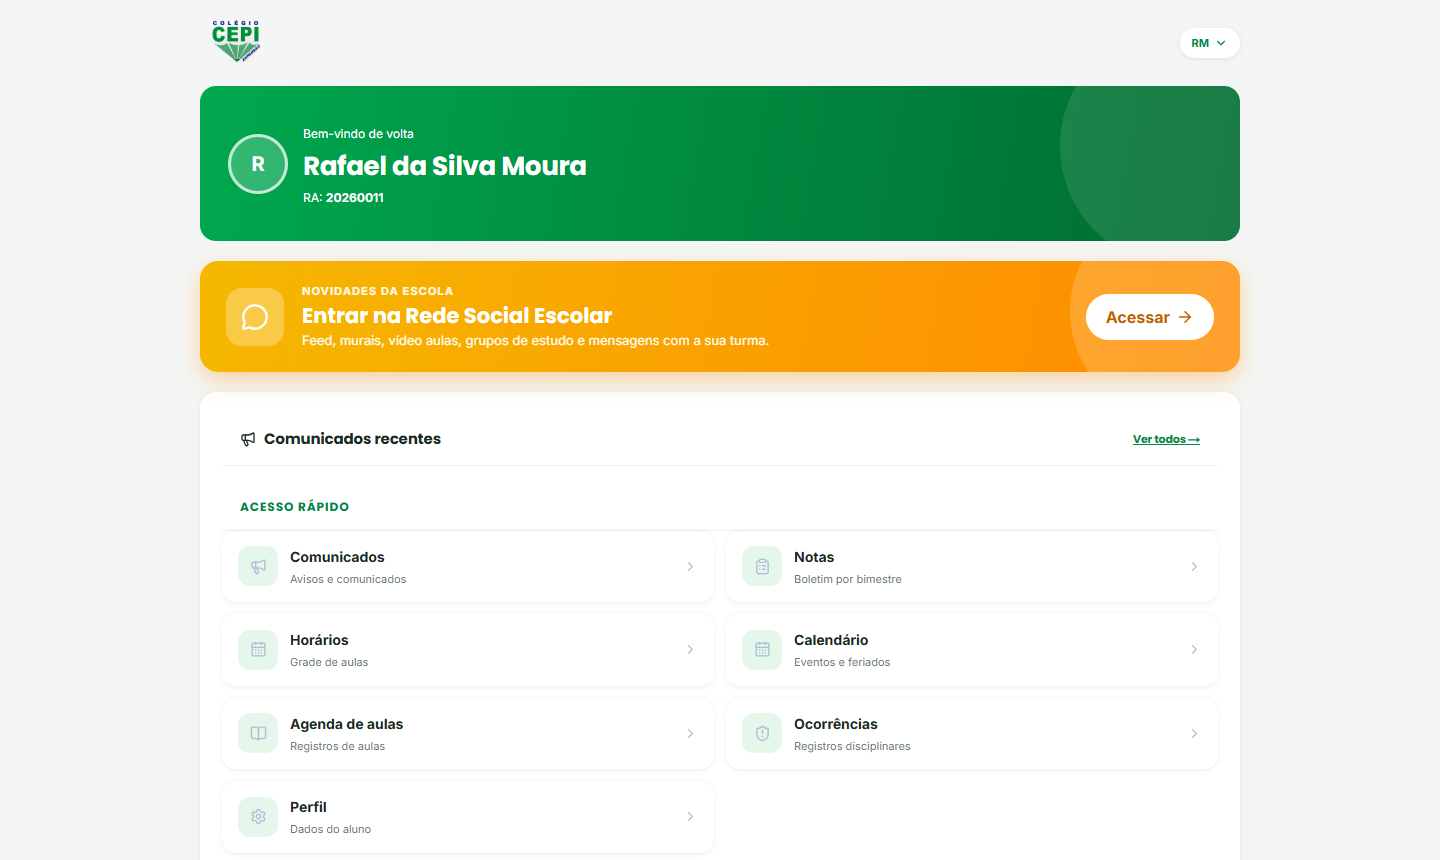 COLÉGIO
CEPI
RM
R
Bem-vindo de volta
Rafael da Silva Moura
RA: 20260011
NOVIDADES DA ESCOLA
Entrar na Rede Social Escolar
Feed, murais, vídeo aulas, grupos de estudo e mensagens com a sua turma.
Acessar →
Comunicados recentes
Ver todos →
ACESSO RÁPIDO
Comunicados
Avisos e comunicados
Notas
Boletim por bimestre
Horários
Grade de aulas
Calendário
Eventos e feriados
Agenda de aulas
Registros de aulas
Ocorrências
Registros disciplinares
Perfil
Dados do aluno